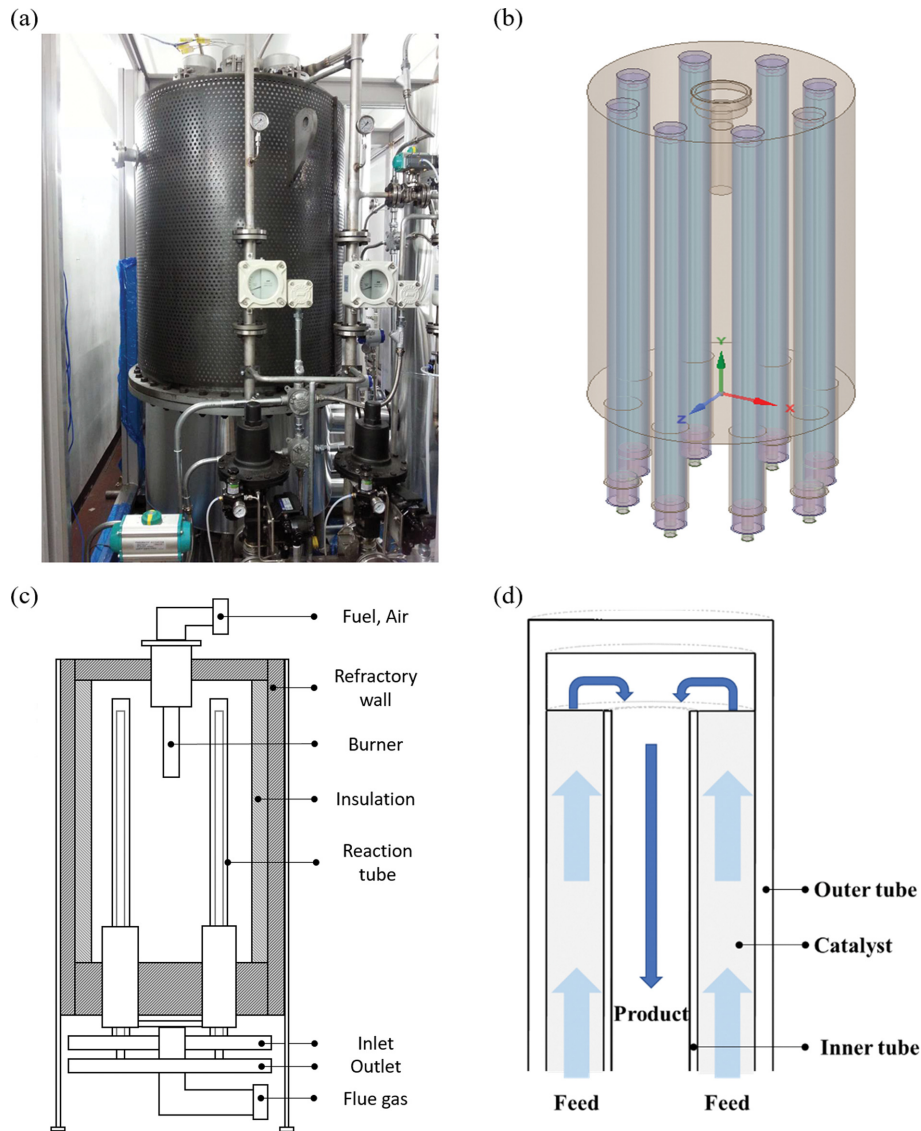 (a)
(b)
Y
Z
X
(c)
Fuel, Air
Refractory
wall
Burner
Insulation
Reaction
tube
Inlet
Outlet
Flue gas
(d)
Outer tube
Catalyst
Product
Inner tube
Feed
Feed